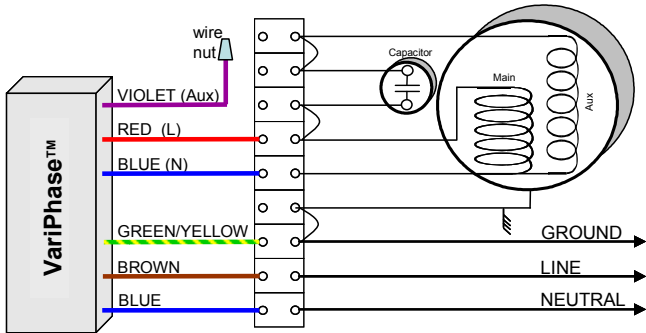 wire
nut
Capacitor
Main
Aux
VariPhase™
VIOLET (Aux)
RED (L)
BLUE (N)
GREEN/YELLOW
GROUND
BROWN
LINE
BLUE
NEUTRAL